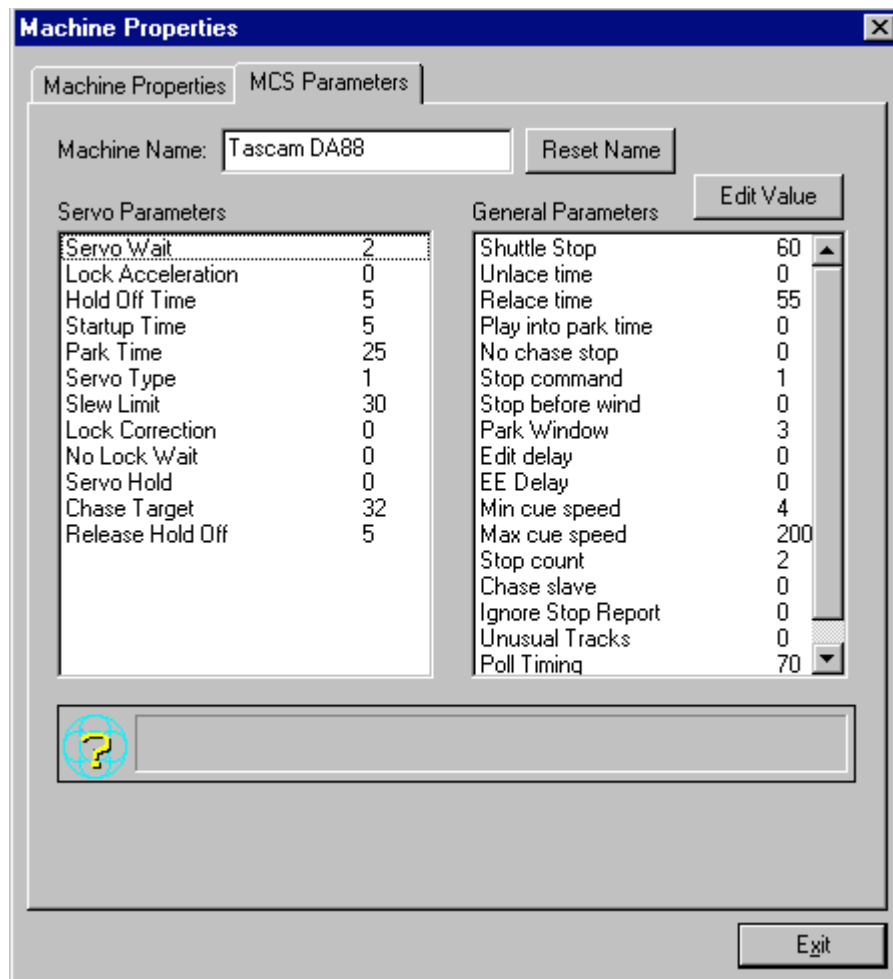 Machine Properties
Machine Properties
MCS Parameters
Machine Name: Tascam DA88 Reset Name
Edit Value
Servo Parameters
Servo Wait 2
Lock Acceleration 0
Hold Off Time 5
Startup Time 5
Park Time 25
Servo Type 1
Slew Limit 30
Lock Correction 0
No Lock Wait 0
Servo Hold 0
Chase Target 32
Release Hold Off 5
General Parameters
Shuttle Stop 60
Unlace time 0
Relace time 55
Play into park time 0
No chase stop 0
Stop command 1
Stop before wind 0
Park Window 3
Edit delay 0
EE Delay 0
Min cue speed 4
Max cue speed 200
Stop count 2
Chase slave 0
Ignore Stop Report 0
Unusual Tracks 0
Poll Timing 70
?
Exit